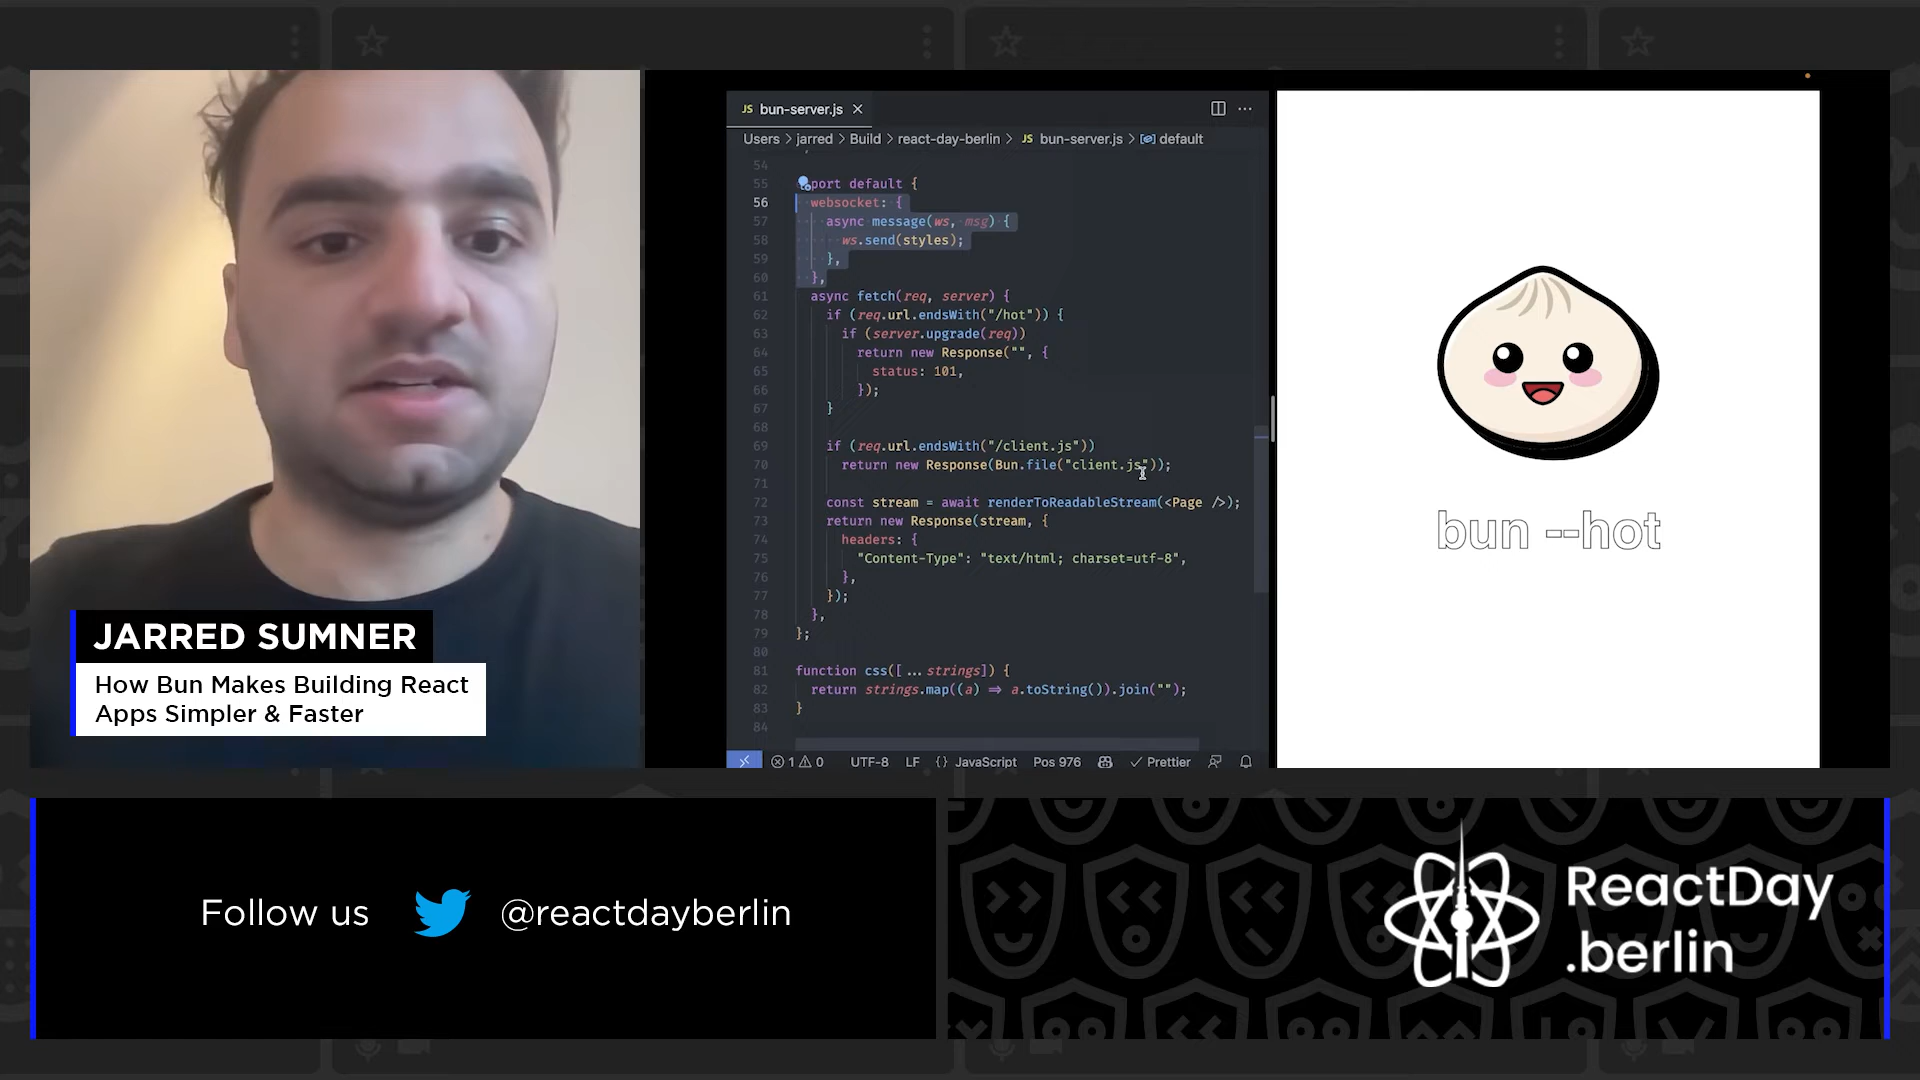 JARRED SUMNER
How Bun Makes Building React
Apps Simpler & Faster
JS bun-server.js ×
Users > jarred > Build > react-day-berlin > JS bun-server.js > default
54
55 port default {
56 websocket: {
57 async message(ws, msg) {
58 ws.send(styles);
59 },
60 },
61 async fetch(req, server) {
62 if (req.url.endsWith("/hot")) {
63 if (server.upgrade(req))
64 return new Response("", {
65 status: 101,
66 });
67 }
68
69 if (req.url.endsWith("/client.js"))
70 return new Response(Bun.file("client.js"));
71
72 const stream = await renderToReadableStream(<Page />);
73 return new Response(stream, {
74 headers: {
75 "Content-Type": "text/html; charset=utf-8",
76 },
77 });
78 },
79 };
80
81 function css([ ... strings]) {
82 return strings.map((a) ⇒ a.toString()).join("");
83 }
84
1 0 UTF-8 LF {} JavaScript Pos 976 ✓ Prettier
bun --hot
Follow us @reactdayberlin
ReactDay
.berlin